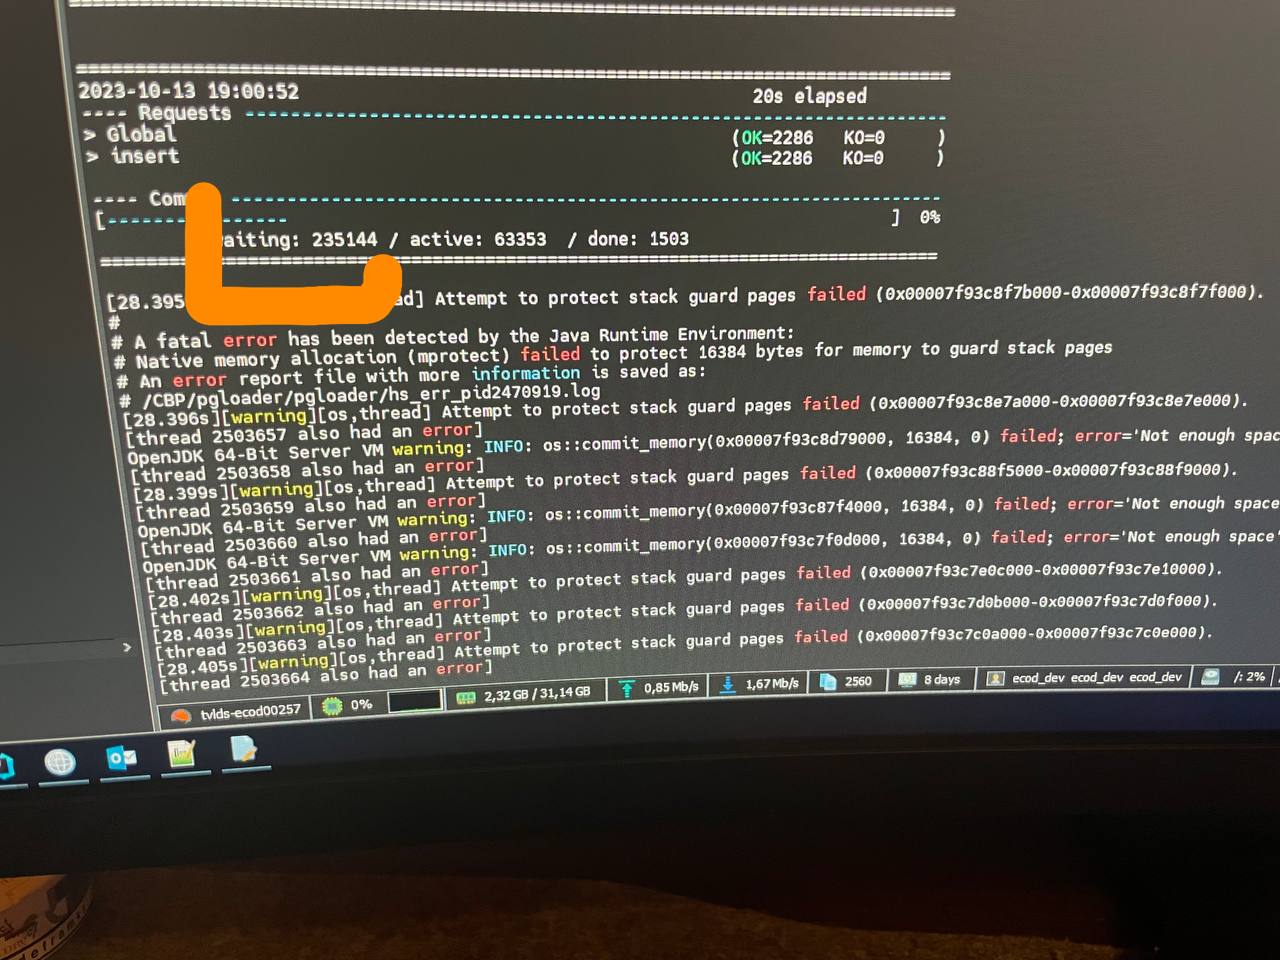 2023-10-13 19:00:52 20s elapsed
---- Requests
> Global (OK=2286 KO=0 )
> insert (OK=2286 KO=0 )
----
[ ] 0%
235144 / active: 63353 / done: 1503
Attempt to protect stack guard pages failed (0x00007f93c8f7b000-0x00007f93c8f7f000).
#
# A fatal error has been detected by the Java Runtime Environment:
# Native memory allocation (mprotect) failed to protect 16384 bytes for memory to guard stack pages
# An error report file with more information is saved as:
# /CBP/pgloader/pgloader/hs_err_pid2470919.log
[28.396s][warning][os,thread] Attempt to protect stack guard pages failed (0x00007f93c8e7a000-0x00007f93c8e7e000).
[thread 2503657 also had an error]
OpenJDK 64-Bit Server VM warning: INFO: os::commit_memory(0x00007f93c8d79000, 16384, 0) failed; error='Not enough spac
[thread 2503658 also had an error]
[28.399s][warning][os,thread] Attempt to protect stack guard pages failed (0x00007f93c88f5000-0x00007f93c88f9000).
[thread 2503659 also had an error]
OpenJDK 64-Bit Server VM warning: INFO: os::commit_memory(0x00007f93c87f4000, 16384, 0) failed; error='Not enough space
[thread 2503660 also had an error]
OpenJDK 64-Bit Server VM warning: INFO: os::commit_memory(0x00007f93c7f0d000, 16384, 0) failed; error='Not enough space'
[thread 2503661 also had an error]
[28.402s][warning][os,thread] Attempt to protect stack guard pages failed (0x00007f93c7e0c000-0x00007f93c7e10000).
[thread 2503662 also had an error]
[28.403s][warning][os,thread] Attempt to protect stack guard pages failed (0x00007f93c7d0b000-0x00007f93c7d0f000).
[thread 2503663 also had an error]
[28.405s][warning][os,thread] Attempt to protect stack guard pages failed (0x00007f93c7c0a000-0x00007f93c7c0e000).
[thread 2503664 also had an error]
tvlds-ecod00257 0% 2,32 GB / 31,14 GB 0,85 Mb/s 1,67 Mb/s 2560 8 days ecod_dev ecod_dev ecod_dev /: 2%